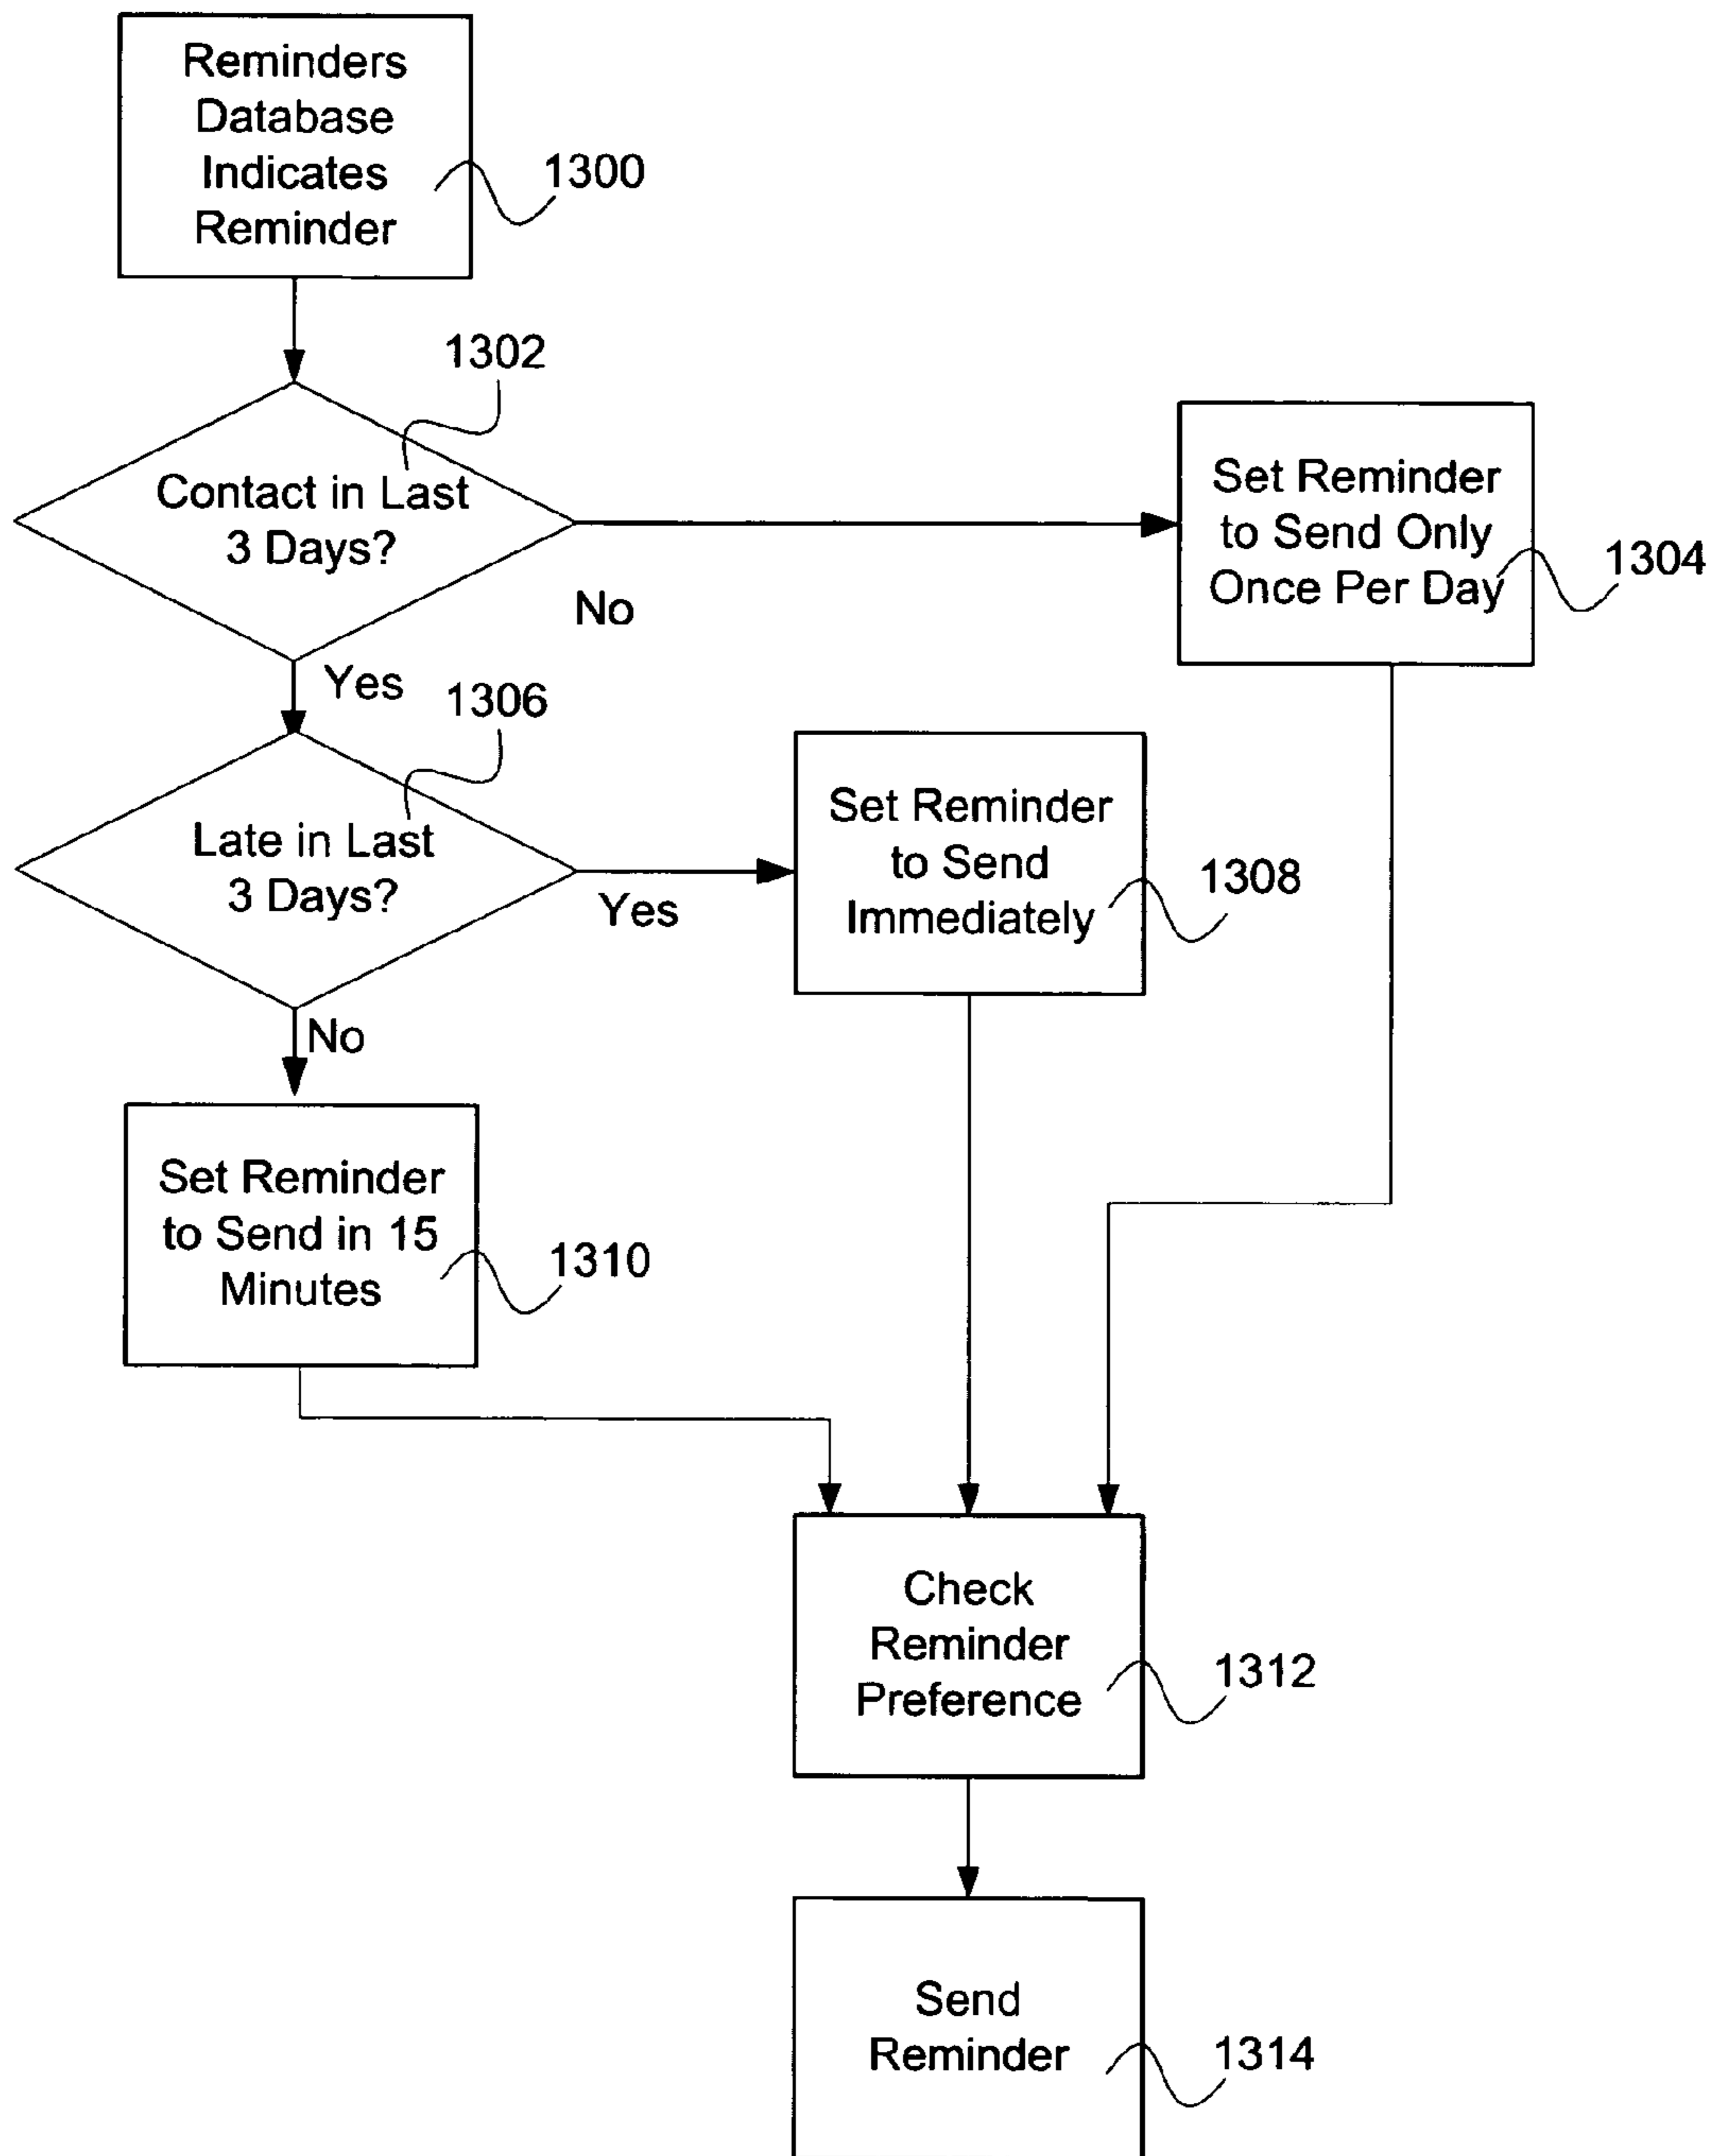 Reminders
Database
Indicates
Reminder
1300
1302
Contact in Last
3 Days?
No
Yes
Set Reminder
to Send Only
Once Per Day
1304
1306
Late in Last
3 Days?
Yes
No
Set Reminder
to Send
Immediately
1308
Set Reminder
to Send in 15
Minutes
1310
Check
Reminder
Preference
1312
Send
Reminder
1314